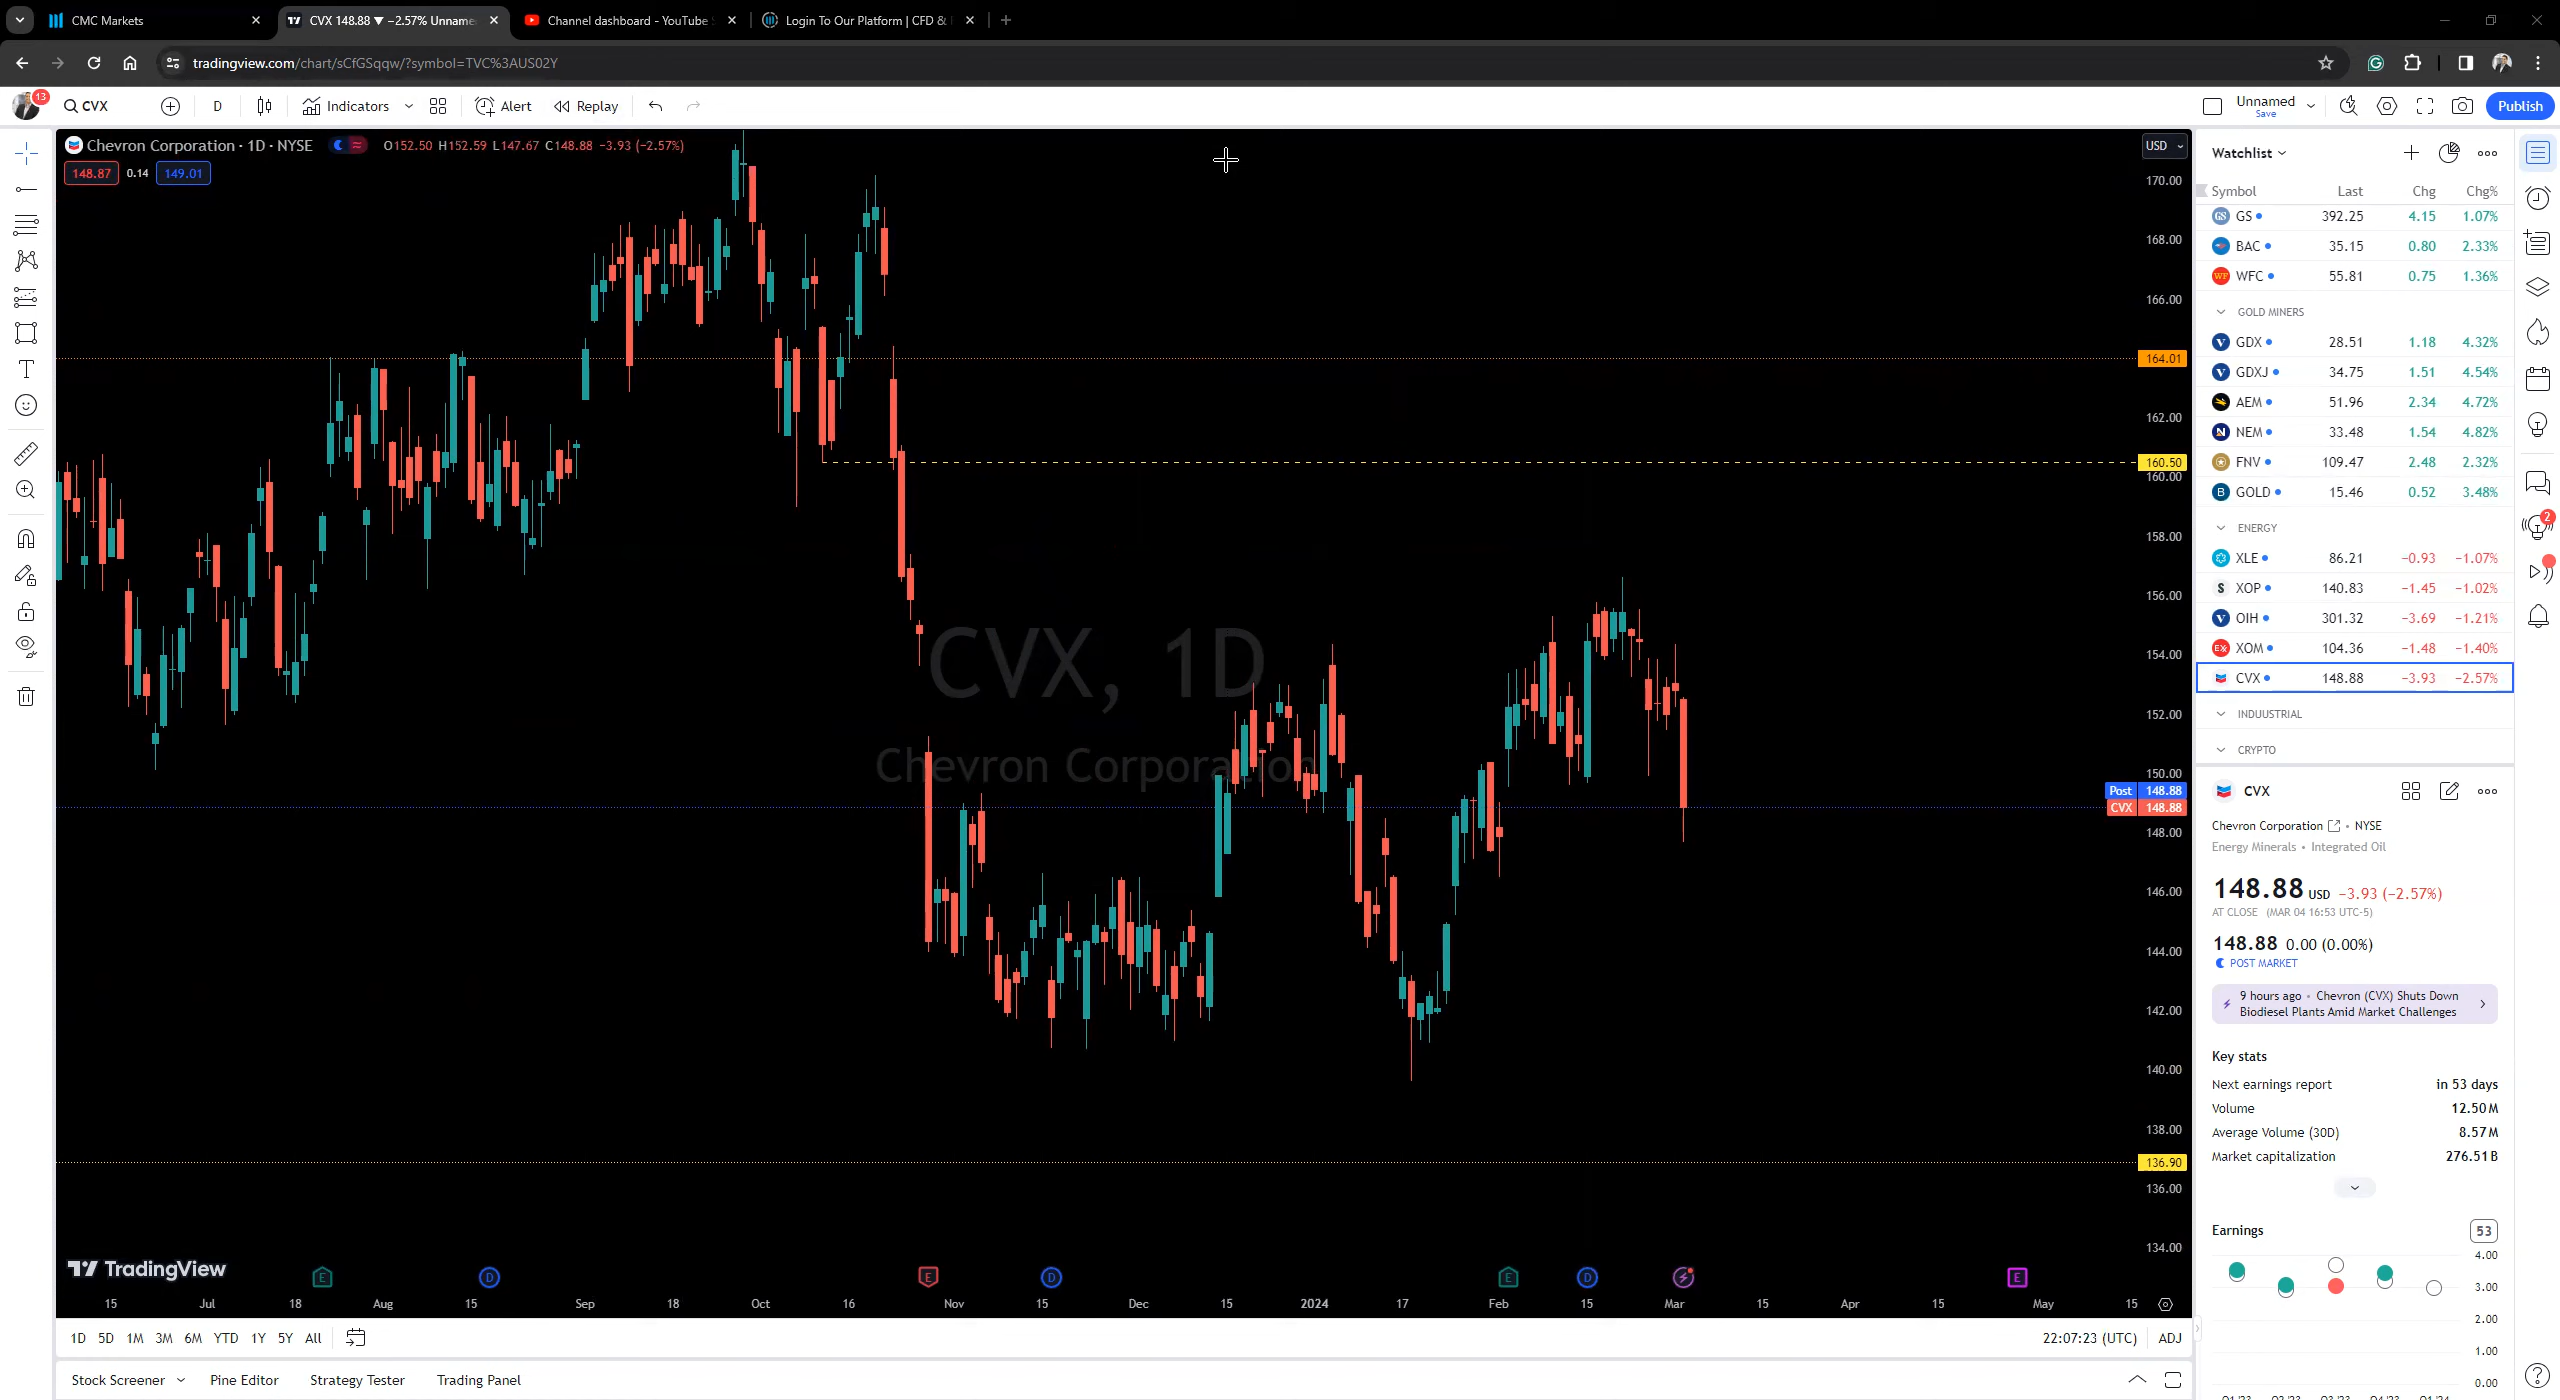 CMC Markets
CVX 148.88 ▼ −2.57% Unname
Channel dashboard - YouTube
Login To Our Platform | CFD &
tradingview.com/chart/sCfGSqqw/?symbol=TVC%3AUS02Y
13
CVX
D
Indicators
Alert
Replay
Unnamed
Save
Publish
Chevron Corporation · 1D · NYSE
O152.50 H152.59 L147.67 C148.88 −3.93 (−2.57%)
148.87
0.14
149.01
CVX, 1D
Chevron Corporation
USD
170.00
168.00
166.00
164.01
162.00
160.50
160.00
158.00
156.00
154.00
152.00
150.00
Post 148.88
CVX 148.88
148.00
146.00
144.00
142.00
140.00
138.00
136.90
136.00
134.00
TradingView
E
D
E
D
E
D
E
15 Jul 18 Aug 15 Sep 18 Oct 16 Nov 15 Dec 15 2024 17 Feb 15 Mar 15 Apr 15 May 15
1D 5D 1M 3M 6M YTD 1Y 5Y All
22:07:23 (UTC)
ADJ
Stock Screener
Pine Editor
Strategy Tester
Trading Panel
Watchlist
Symbol Last Chg Chg%
GS 392.25 4.15 1.07%
BAC 35.15 0.80 2.33%
WFC 55.81 0.75 1.36%
GOLD MINERS
GDX 28.51 1.18 4.32%
GDXJ 34.75 1.51 4.54%
AEM 51.96 2.34 4.72%
NEM 33.48 1.54 4.82%
FNV 109.47 2.48 2.32%
GOLD 15.46 0.52 3.48%
ENERGY
XLE 86.21 −0.93 −1.07%
XOP 140.83 −1.45 −1.02%
OIH 301.32 −3.69 −1.21%
XOM 104.36 −1.48 −1.40%
CVX 148.88 −3.93 −2.57%
INDUUSTRIAL
CRYPTO
CVX
Chevron Corporation • NYSE
Energy Minerals • Integrated Oil
148.88 USD −3.93 (−2.57%)
AT CLOSE (MAR 04 16:53 UTC-5)
148.88 0.00 (0.00%)
POST MARKET
9 hours ago • Chevron (CVX) Shuts Down
Biodiesel Plants Amid Market Challenges
Key stats
Next earnings report in 53 days
Volume 12.50M
Average Volume (30D) 8.57M
Market capitalization 276.51B
Earnings
53
4.00
3.00
2.00
1.00
0.00
2